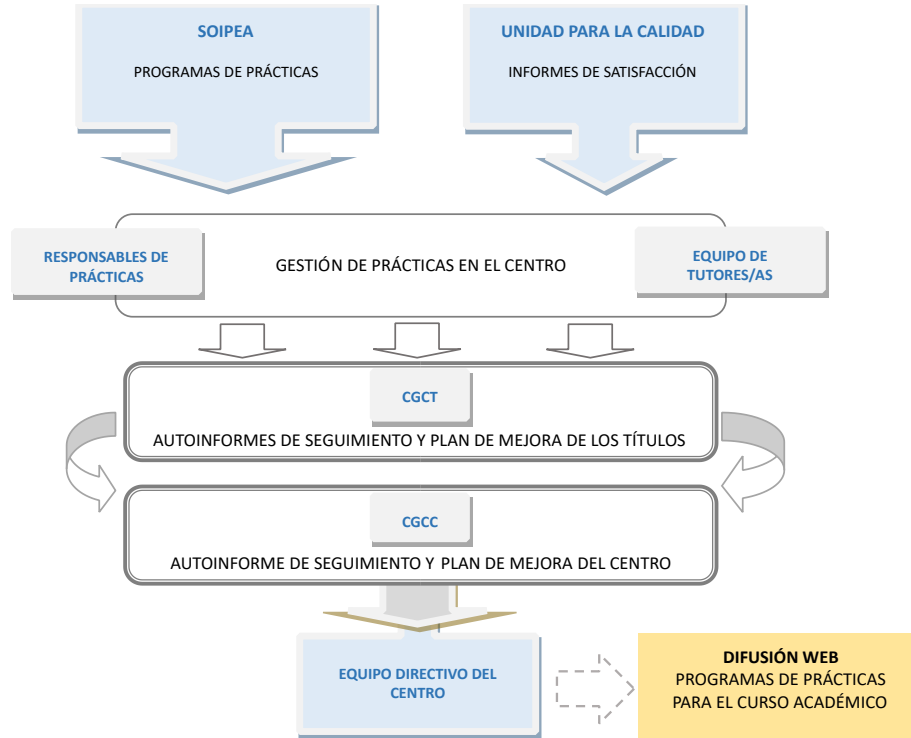 SOIPEA
PROGRAMAS DE PRÁCTICAS
UNIDAD PARA LA CALIDAD
INFORMES DE SATISFACCIÓN
RESPONSABLES DE
PRÁCTICAS
GESTIÓN DE PRÁCTICAS EN EL CENTRO
EQUIPO DE
TUTORES/AS
CGCT
AUTOINFORMES DE SEGUIMIENTO Y PLAN DE MEJORA DE LOS TÍTULOS
CGCC
AUTOINFORME DE SEGUIMIENTO Y PLAN DE MEJORA DEL CENTRO
EQUIPO DIRECTIVO DEL
CENTRO
DIFUSIÓN WEB
PROGRAMAS DE PRÁCTICAS
PARA EL CURSO ACADÉMICO